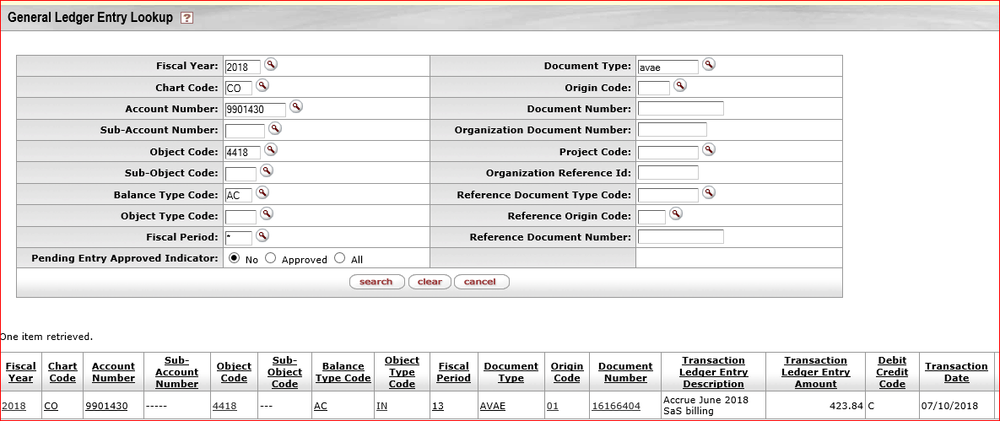 General Ledger Entry Lookup ?
Fiscal Year: 2018 Document Type: avae
Chart Code: CO Origin Code:
Account Number: 9901430 Document Number:
Sub-Account Number: Organization Document Number:
Object Code: 4418 Project Code:
Sub-Object Code: Organization Reference Id:
Balance Type Code: AC Reference Document Type Code:
Object Type Code: Reference Origin Code:
Fiscal Period: * Reference Document Number:
Pending Entry Approved Indicator: No Approved All
search clear cancel
One item retrieved.
Fiscal Year Chart Code Account Number Sub-Account Number Object Code Sub-Object Code Balance Type Code Object Type Code Fiscal Period Document Type Origin Code Document Number Transaction Ledger Entry Description Transaction Ledger Entry Amount Debit Credit Code Transaction Date
2018 CO 9901430 ----- 4418 --- AC IN 13 AVAE 01 16166404 Accrue June 2018 SaS billing 423.84 C 07/10/2018